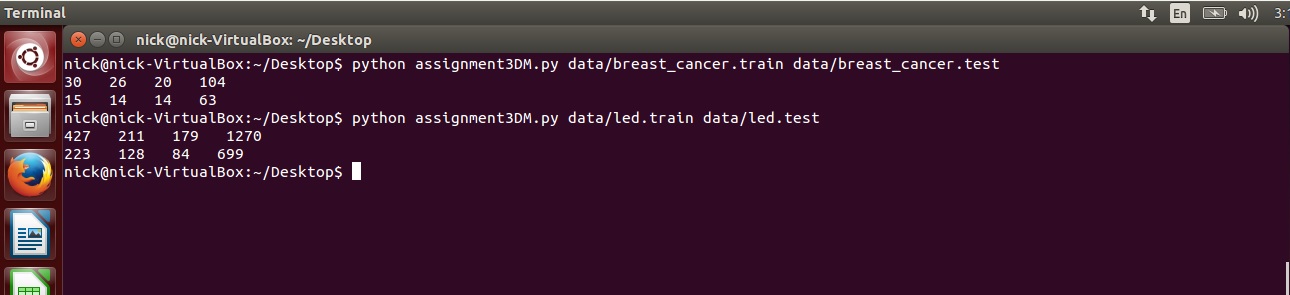 Terminal
En
3:1
nick@nick-VirtualBox: ~/Desktop
nick@nick-VirtualBox:~/Desktop$ python assignment3DM.py data/breast_cancer.train data/breast_cancer.test
30 26 20 104
15 14 14 63
nick@nick-VirtualBox:~/Desktop$ python assignment3DM.py data/led.train data/led.test
427 211 179 1270
223 128 84 699
nick@nick-VirtualBox:~/Desktop$